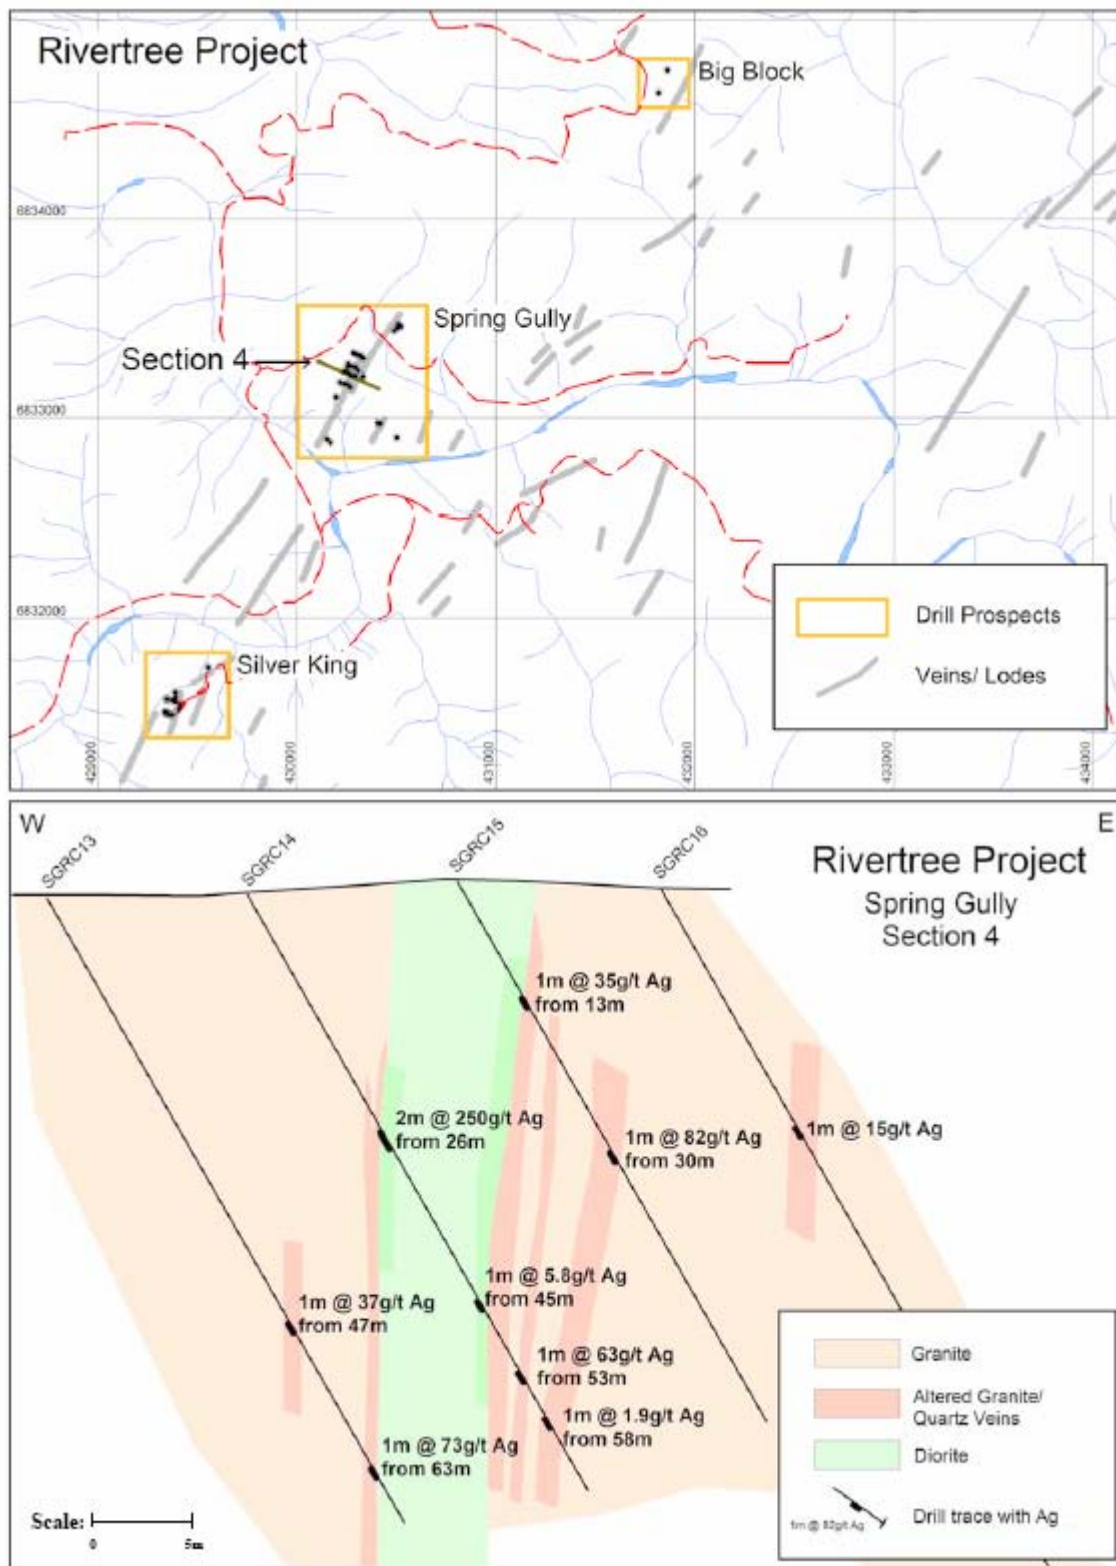 Rivertree Project
Big Block
6834000
Spring Gully
Section 4
6833000
6832000
Silver King
Drill Prospects
Veins/ Lodes
429000
430000
431000
432000
433000
434000
W
E
SGRC13
SGRC14
SGRC15
SGRC16
Rivertree Project
Spring Gully
Section 4
1m @ 35g/t Ag
from 13m
2m @ 250g/t Ag
from 26m
1m @ 82g/t Ag
from 30m
1m @ 15g/t Ag
1m @ 5.8g/t Ag
from 45m
1m @ 37g/t Ag
from 47m
1m @ 63g/t Ag
from 53m
1m @ 1.9g/t Ag
from 58m
1m @ 73g/t Ag
from 63m
Granite
Altered Granite/
Quartz Veins
Diorite
1m @ 82g/t Ag
Drill trace with Ag
Scale:
0
5m